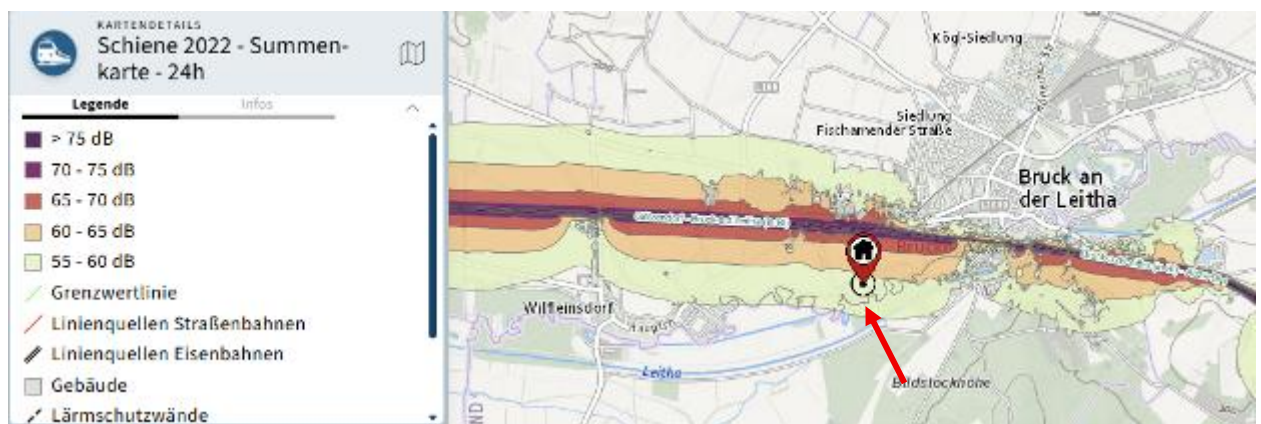 KARTENDETAILS
Schiene 2022 - Summen-
karte - 24h
Legende
Infos
> 75 dB
70 - 75 dB
65 - 70 dB
60 - 65 dB
55 - 60 dB
Grenzwertlinie
Linienquellen Straßenbahnen
Linienquellen Eisenbahnen
Gebäude
Lärmschutzwände
Kögl-Siedlung
Siedlung
Fischamender Straße
Bruck an
der Leitha
Wilfleinsdorf
Leitha